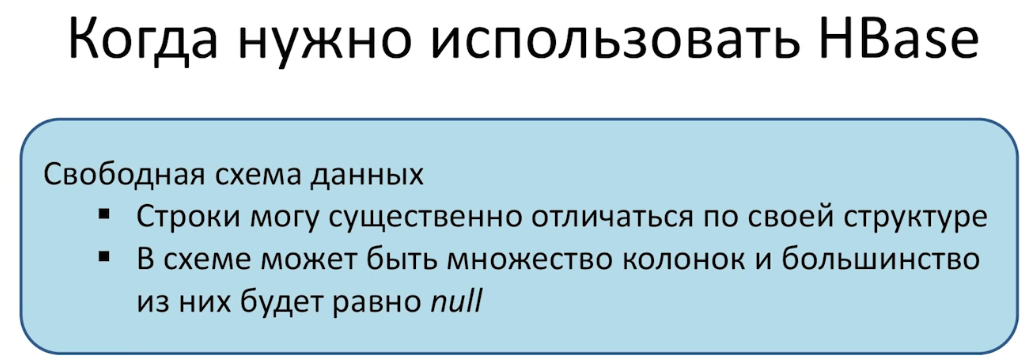 Когда нужно использовать HBase
Свободная схема данных
▪ Строки могу существенно отличаться по своей структуре
▪ В схеме может быть множество колонок и большинство
из них будет равно null